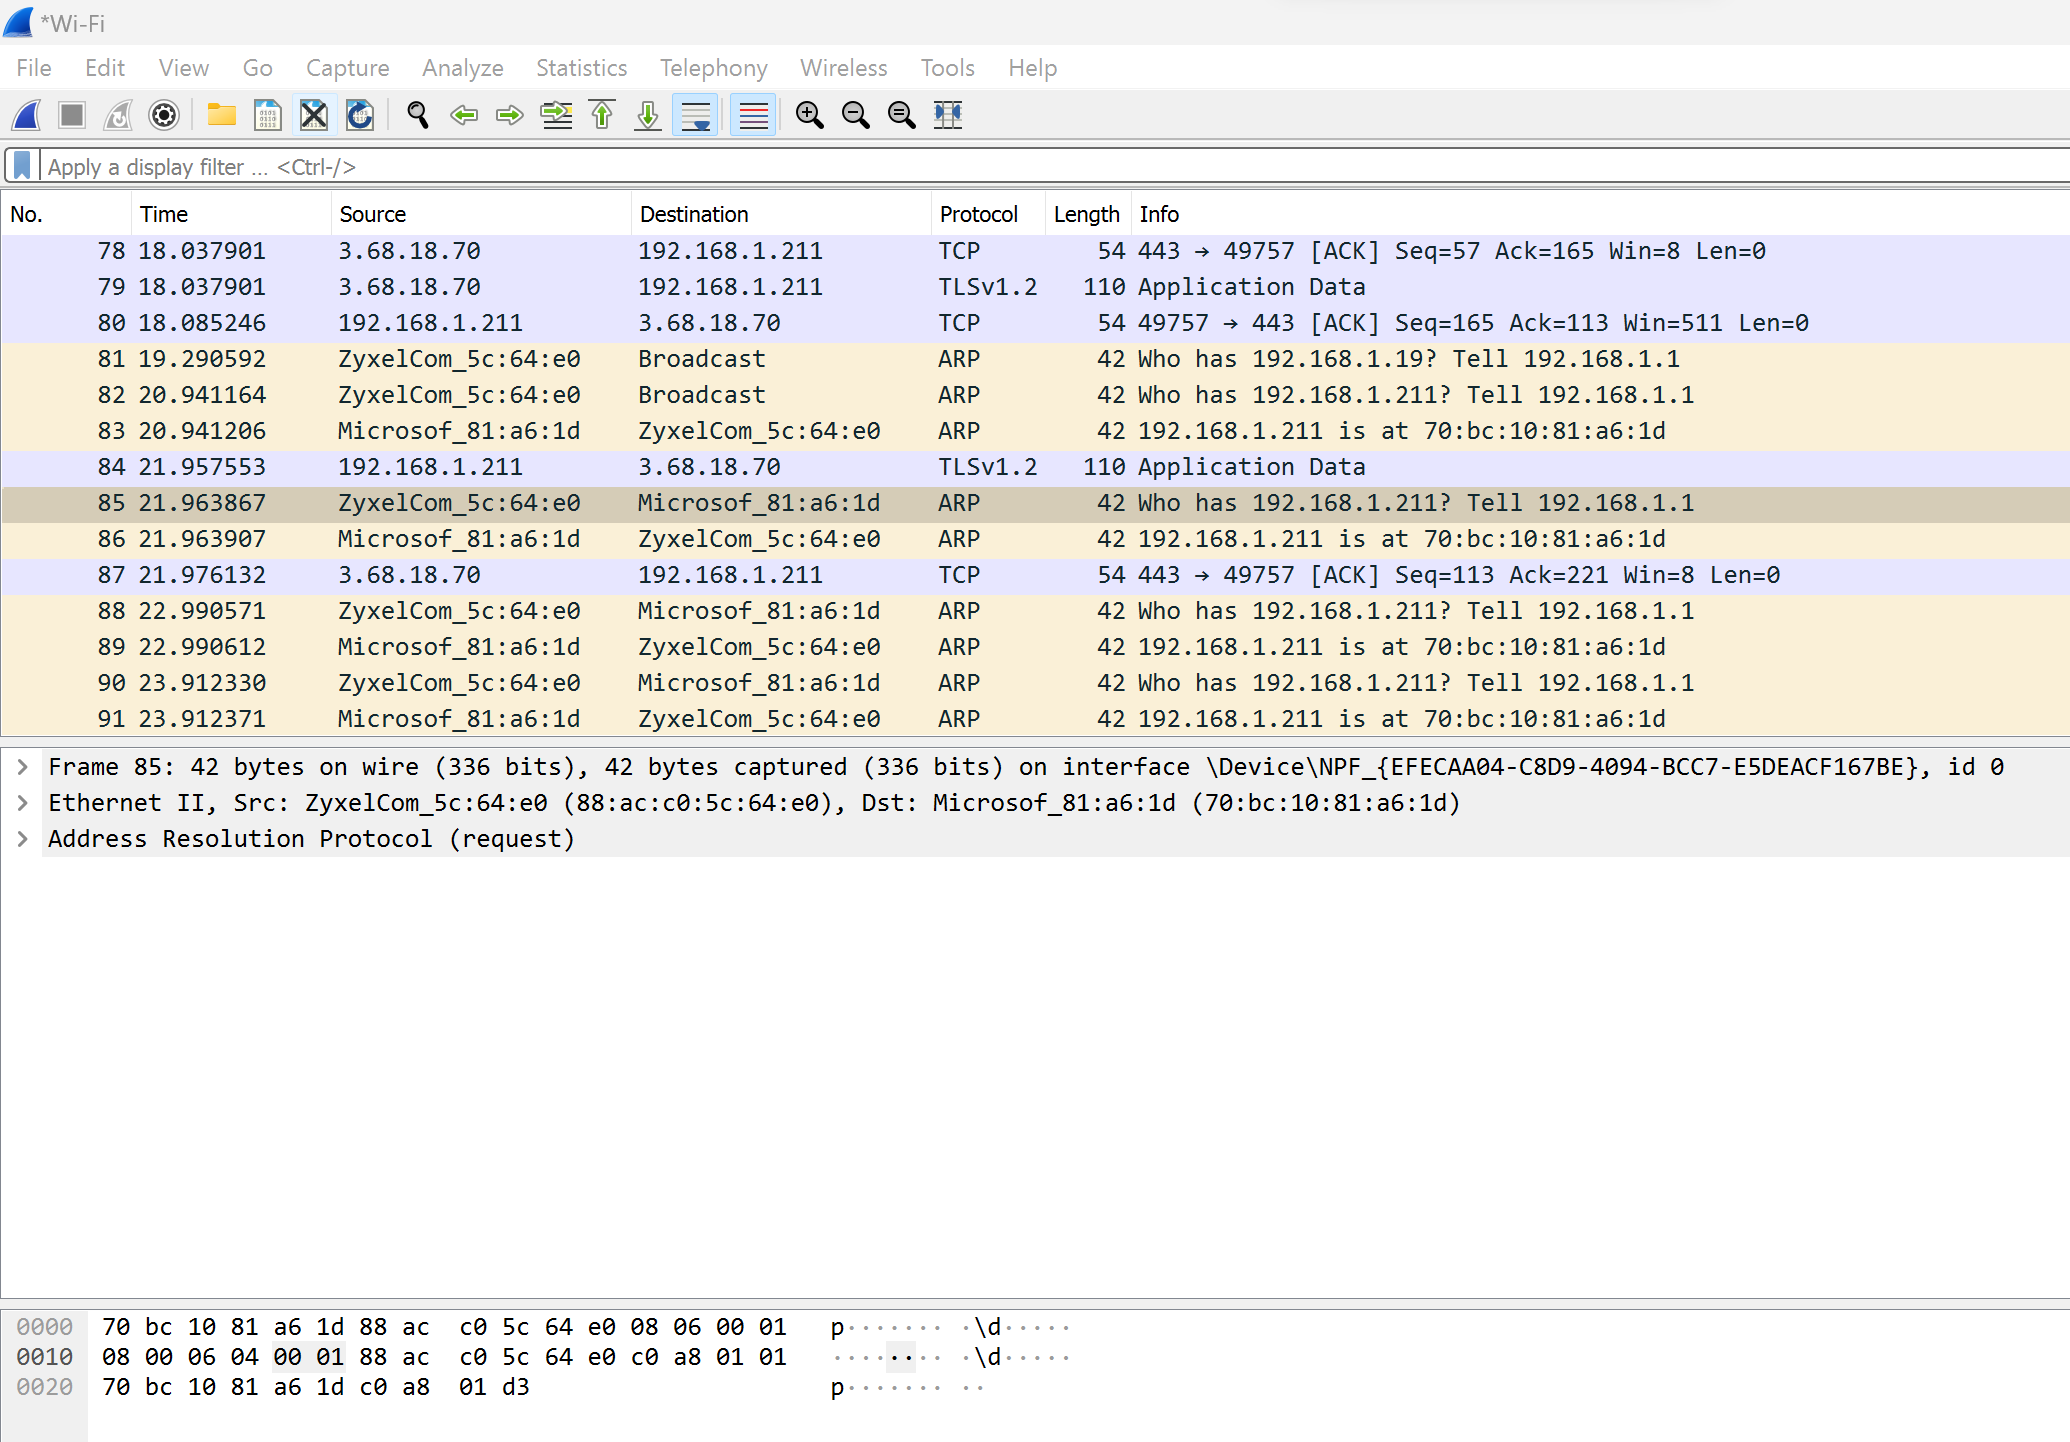 *Wi-Fi
File Edit View Go Capture Analyze Statistics Telephony Wireless Tools Help
Apply a display filter ... <Ctrl-/>
No. Time Source Destination Protocol Length Info
78 18.037901 3.68.18.70 192.168.1.211 TCP 54 443 → 49757 [ACK] Seq=57 Ack=165 Win=8 Len=0
79 18.037901 3.68.18.70 192.168.1.211 TLSv1.2 110 Application Data
80 18.085246 192.168.1.211 3.68.18.70 TCP 54 49757 → 443 [ACK] Seq=165 Ack=113 Win=511 Len=0
81 19.290592 ZyxelCom_5c:64:e0 Broadcast ARP 42 Who has 192.168.1.19? Tell 192.168.1.1
82 20.941164 ZyxelCom_5c:64:e0 Broadcast ARP 42 Who has 192.168.1.211? Tell 192.168.1.1
83 20.941206 Microsof_81:a6:1d ZyxelCom_5c:64:e0 ARP 42 192.168.1.211 is at 70:bc:10:81:a6:1d
84 21.957553 192.168.1.211 3.68.18.70 TLSv1.2 110 Application Data
85 21.963867 ZyxelCom_5c:64:e0 Microsof_81:a6:1d ARP 42 Who has 192.168.1.211? Tell 192.168.1.1
86 21.963907 Microsof_81:a6:1d ZyxelCom_5c:64:e0 ARP 42 192.168.1.211 is at 70:bc:10:81:a6:1d
87 21.976132 3.68.18.70 192.168.1.211 TCP 54 443 → 49757 [ACK] Seq=113 Ack=221 Win=8 Len=0
88 22.990571 ZyxelCom_5c:64:e0 Microsof_81:a6:1d ARP 42 Who has 192.168.1.211? Tell 192.168.1.1
89 22.990612 Microsof_81:a6:1d ZyxelCom_5c:64:e0 ARP 42 192.168.1.211 is at 70:bc:10:81:a6:1d
90 23.912330 ZyxelCom_5c:64:e0 Microsof_81:a6:1d ARP 42 Who has 192.168.1.211? Tell 192.168.1.1
91 23.912371 Microsof_81:a6:1d ZyxelCom_5c:64:e0 ARP 42 192.168.1.211 is at 70:bc:10:81:a6:1d
Frame 85: 42 bytes on wire (336 bits), 42 bytes captured (336 bits) on interface \Device\NPF_{EFECAA04-C8D9-4094-BCC7-E5DEACF167BE}, id 0
Ethernet II, Src: ZyxelCom_5c:64:e0 (88:ac:c0:5c:64:e0), Dst: Microsof_81:a6:1d (70:bc:10:81:a6:1d)
Address Resolution Protocol (request)
0000 70 bc 10 81 a6 1d 88 ac c0 5c 64 e0 08 06 00 01 p······· ·\d·····
0010 08 00 06 04 00 01 88 ac c0 5c 64 e0 c0 a8 01 01 ········ ·\d·····
0020 70 bc 10 81 a6 1d c0 a8 01 d3 p······· ··